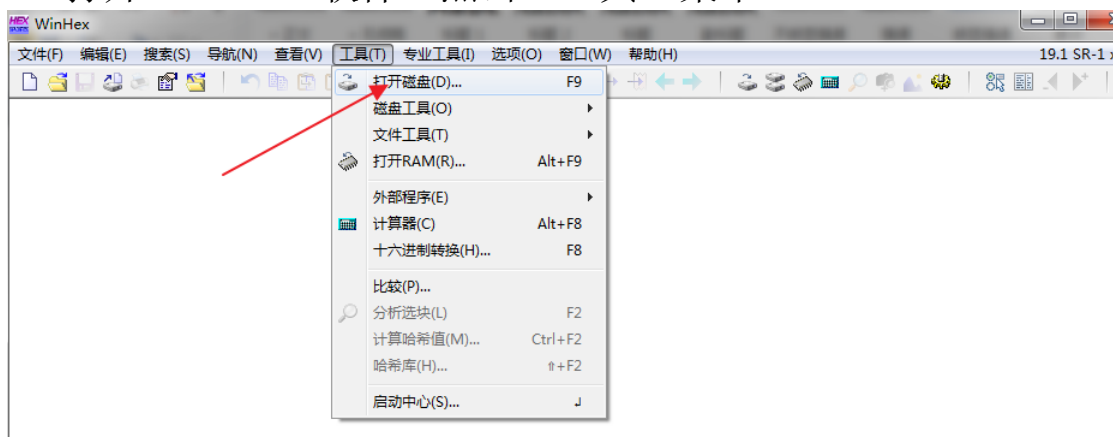 WinHex
文件(F) 编辑(E) 搜索(S) 导航(N) 查看(V) 工具(T) 专业工具(I) 选项(O) 窗口(W) 帮助(H) 19.1 SR-1
打开磁盘(D)... F9
磁盘工具(O)
文件工具(T)
打开RAM(R)... Alt+F9
外部程序(E)
计算器(C) Alt+F8
十六进制转换(H)... F8
比较(P)...
分析选块(L) F2
计算哈希值(M)... Ctrl+F2
哈希库(H)... ⇑+F2
启动中心(S)... ↲